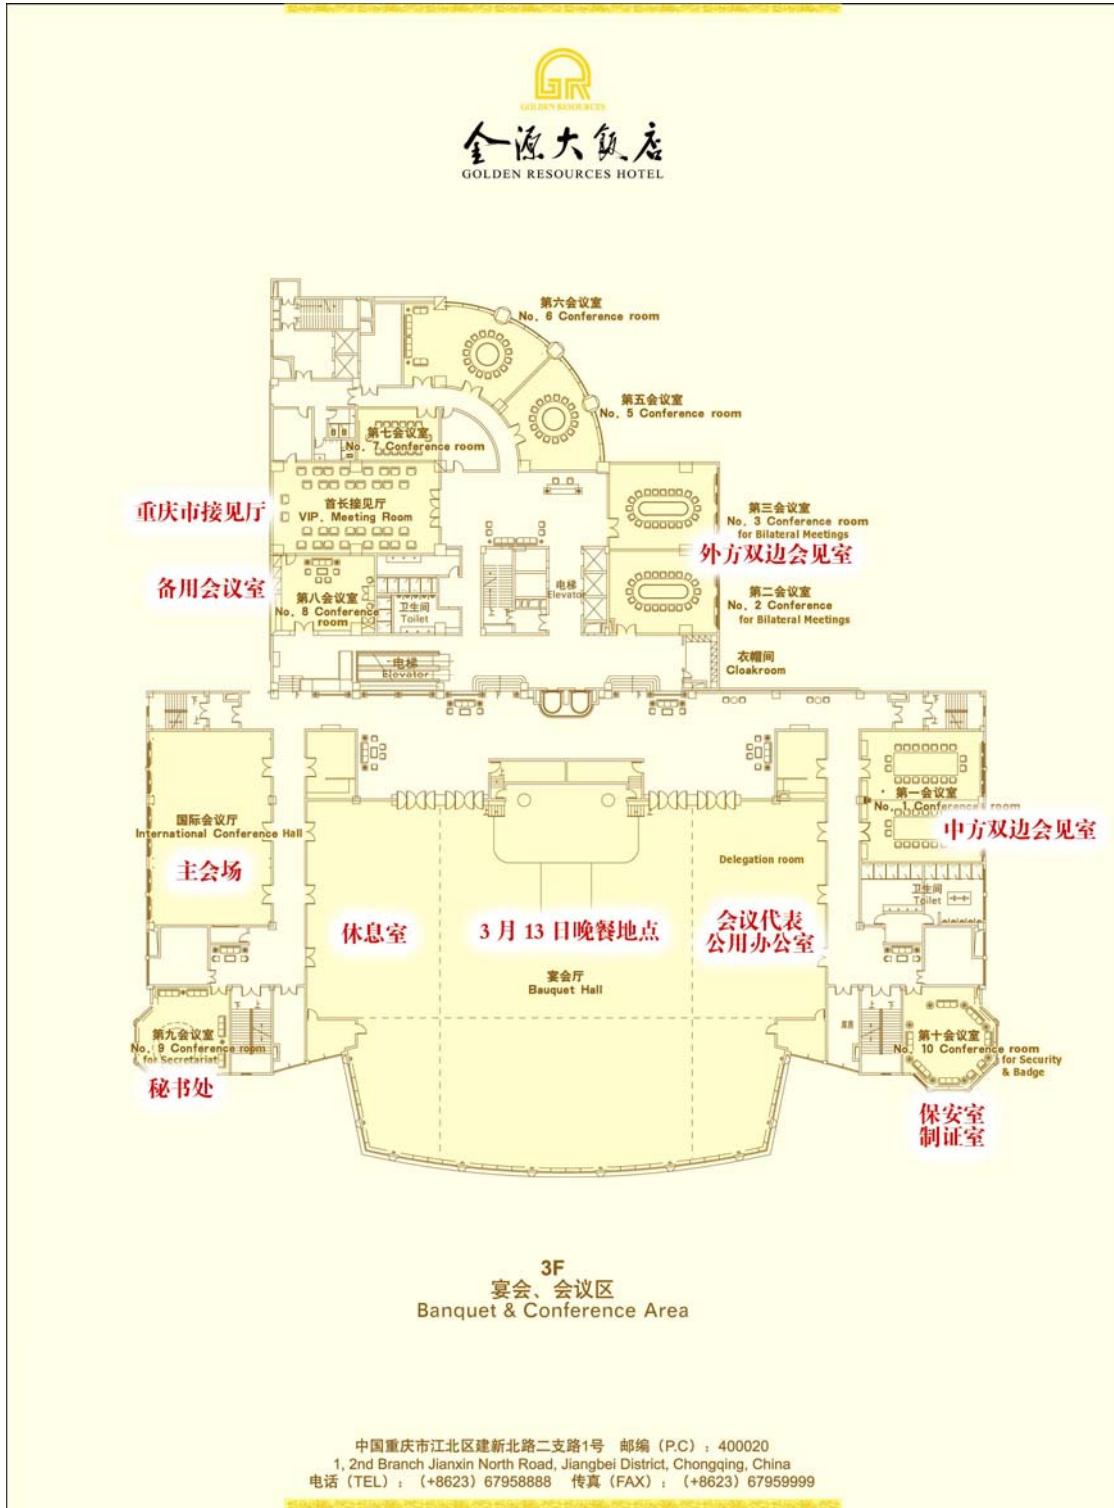 GR
GOLDEN RESOURCES
金源大飯店
GOLDEN RESOURCES HOTEL
第六会议室
No. 6 Conference room
第五会议室
No. 5 Conference room
第七会议室
No. 7 Conference room
重庆市接见厅
首长接见厅
VIP. Meeting Room
第三会议室
No. 3 Conference room
for Bilateral Meetings
外方双边会见室
备用会议室
第八会议室
No. 8 Conference
room
卫生间
Toilet
电梯
Elevator
第二会议室
No. 2 Conference
for Bilateral Meetings
衣帽间
Cloakroom
电梯
Elevator
下
下
国际会议厅
International Conference Hall
主会场
第一会议室
No. 1 Conference room
中方双边会见室
Delegation room
休息室
3 月 13 日晚餐地点
会议代表
公用办公室
卫生间
Toilet
宴会厅
Bauquet Hall
下 上
上 下
库房
第九会议室
No. 9 Conference room
for Secretariat
秘书处
第十会议室
No. 10 Conference room
for Security
& Badge
保安室
制证室
3F
宴会、会议区
Banquet & Conference Area
中国重庆市江北区建新北路二支路1号 邮编（P.C）：400020
1, 2nd Branch Jianxin North Road, Jiangbei District, Chongqing, China
电话（TEL）：（+8623）67958888 传真（FAX）：（+8623）67959999